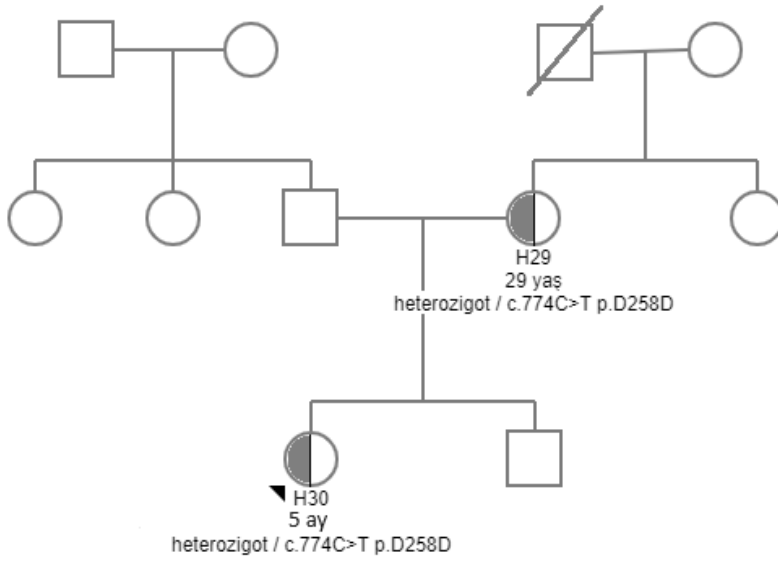 H29
29 yaş
heterozigot / c.774C>T p.D258D
H30
5 ay
heterozigot / c.774C>T p.D258D